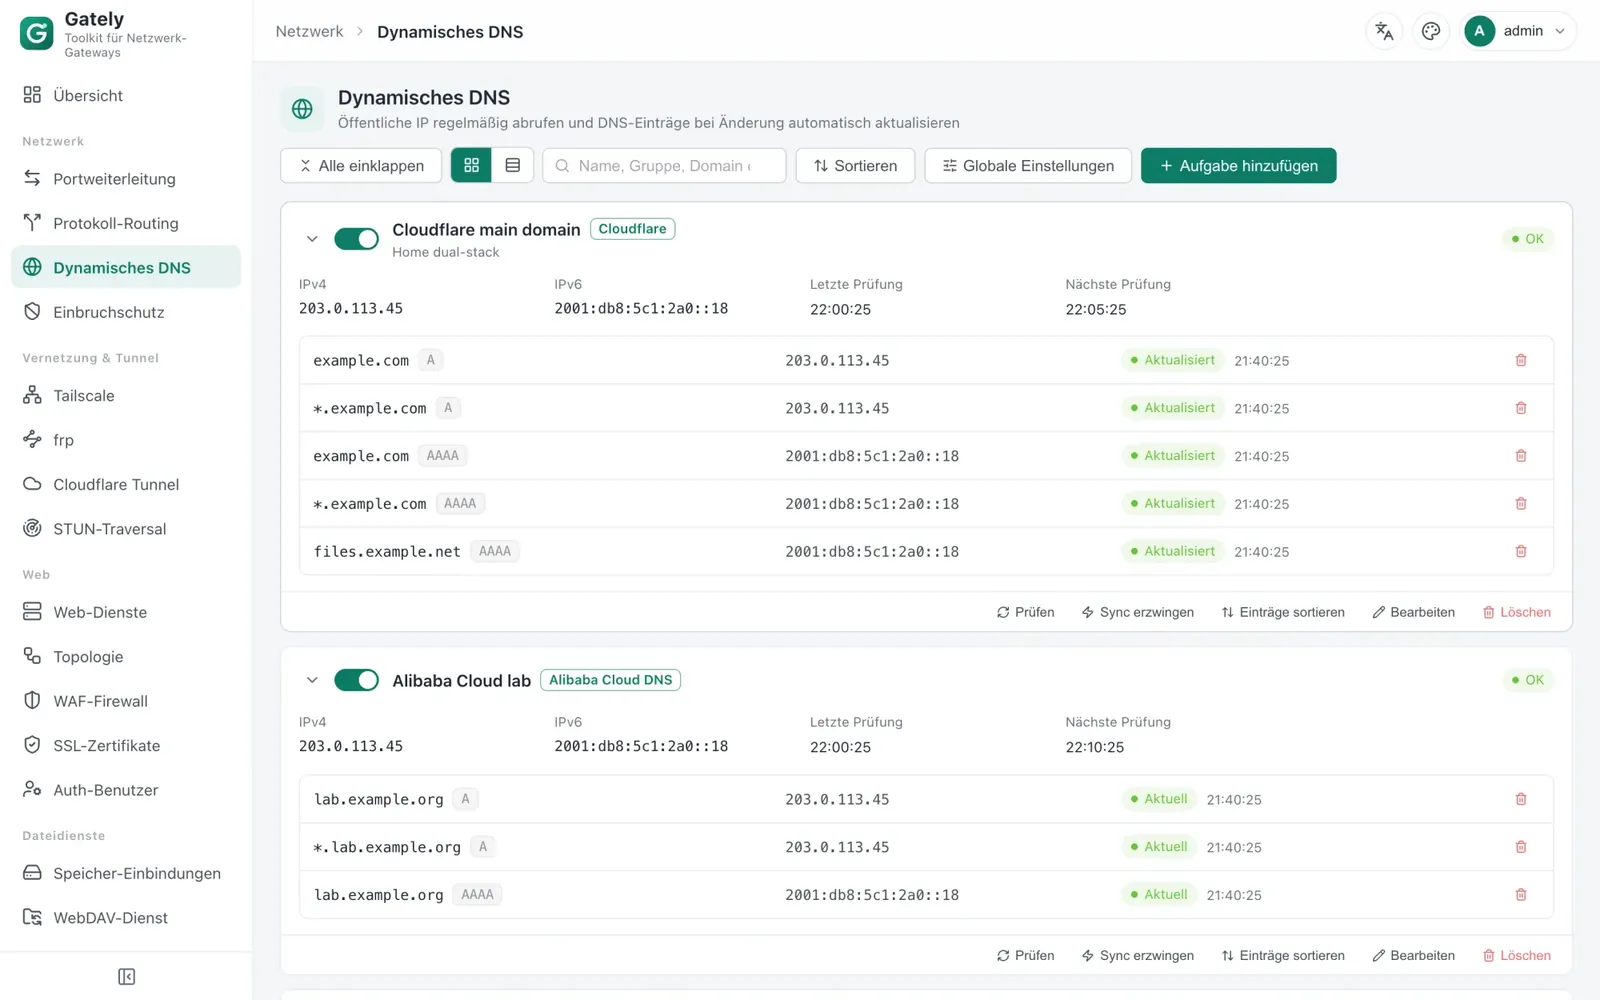 Gately
Toolkit für Netzwerk-
Gateways
Übersicht
Netzwerk
Portweiterleitung
Protokoll-Routing
Dynamisches DNS
Einbruchschutz
Vernetzung & Tunnel
Tailscale
frp
Cloudflare Tunnel
STUN-Traversal
Web
Web-Dienste
Topologie
WAF-Firewall
SSL-Zertifikate
Auth-Benutzer
Dateidienste
Speicher-Einbindungen
WebDAV-Dienst
Netzwerk > Dynamisches DNS
A admin
Dynamisches DNS
Öffentliche IP regelmäßig abrufen und DNS-Einträge bei Änderung automatisch aktualisieren
Alle einklappen Name, Gruppe, Domain Sortieren Globale Einstellungen + Aufgabe hinzufügen
Cloudflare main domain Cloudflare OK
Home dual-stack
IPv4 IPv6 Letzte Prüfung Nächste Prüfung
203.0.113.45 2001:db8:5c1:2a0::18 22:00:25 22:05:25
example.com A 203.0.113.45 Aktualisiert 21:40:25
*.example.com A 203.0.113.45 Aktualisiert 21:40:25
example.com AAAA 2001:db8:5c1:2a0::18 Aktualisiert 21:40:25
*.example.com AAAA 2001:db8:5c1:2a0::18 Aktualisiert 21:40:25
files.example.net AAAA 2001:db8:5c1:2a0::18 Aktualisiert 21:40:25
Prüfen Sync erzwingen Einträge sortieren Bearbeiten Löschen
Alibaba Cloud lab Alibaba Cloud DNS OK
IPv4 IPv6 Letzte Prüfung Nächste Prüfung
203.0.113.45 2001:db8:5c1:2a0::18 22:00:25 22:10:25
lab.example.org A 203.0.113.45 Aktuell 21:40:25
*.lab.example.org A 203.0.113.45 Aktuell 21:40:25
lab.example.org AAAA 2001:db8:5c1:2a0::18 Aktuell 21:40:25
Prüfen Sync erzwingen Einträge sortieren Bearbeiten Löschen